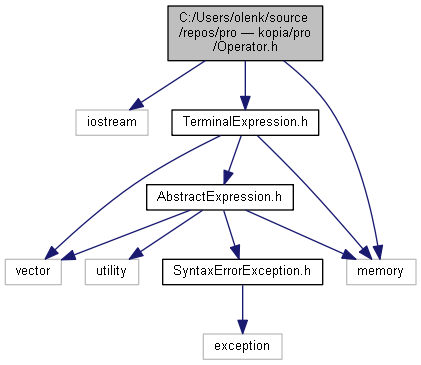 C:/Users/olenk/source
/repos/pro — kopia/pro
/Operator.h
iostream
TerminalExpression.h
AbstractExpression.h
vector
utility
SyntaxErrorException.h
memory
exception